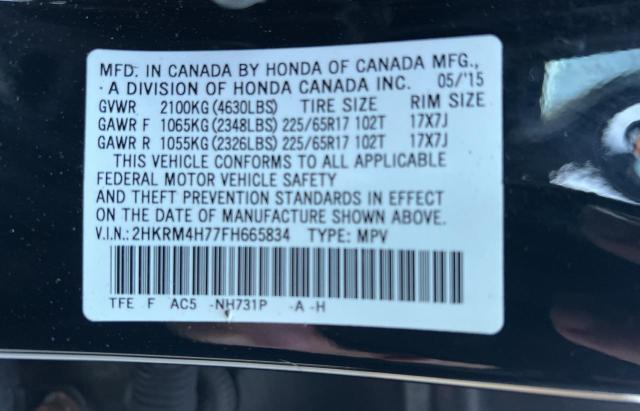 MFD. IN CANADA BY HONDA OF CANADA MFG.,
A DIVISION OF HONDA CANADA INC. 05/'15
GVWR 2100KG (4630LBS) TIRE SIZE RIM SIZE
GAWR F 1065KG (2348LBS) 225/65R17 102T 17X7J
GAWR R 1055KG (2326LBS) 225/65R17 102T 17X7J
THIS VEHICLE CONFORMS TO ALL APPLICABLE
FEDERAL MOTOR VEHICLE SAFETY
AND THEFT PREVENTION STANDARDS IN EFFECT
ON THE DATE OF MANUFACTURE SHOWN ABOVE.
V.I.N.: 2HKRM4H77FH665834 TYPE: MPV
TFE F AC5 -NH731P -A -H